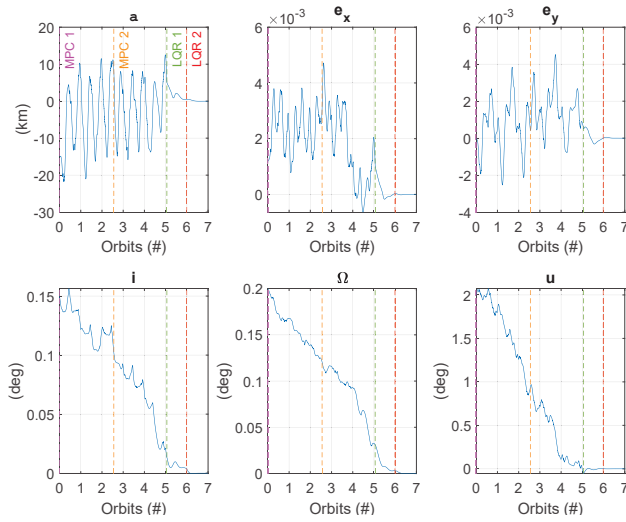 a
e_x
e_y
×10⁻³
×10⁻³
20
10
0
-10
-20
-30
(km)
MPC 1
MPC 2
LQR 1
LQR 2
0 1 2 3 4 5 6 7
Orbits (#)
6
4
2
0
0 1 2 3 4 5 6 7
Orbits (#)
6
4
2
0
-2
-4
0 1 2 3 4 5 6 7
Orbits (#)
i
Ω
u
0.15
0.1
0.05
0
(deg)
0 1 2 3 4 5 6 7
Orbits (#)
0.2
0.15
0.1
0.05
0
(deg)
0 1 2 3 4 5 6 7
Orbits (#)
2
1.5
1
0.5
0
(deg)
0 1 2 3 4 5 6 7
Orbits (#)